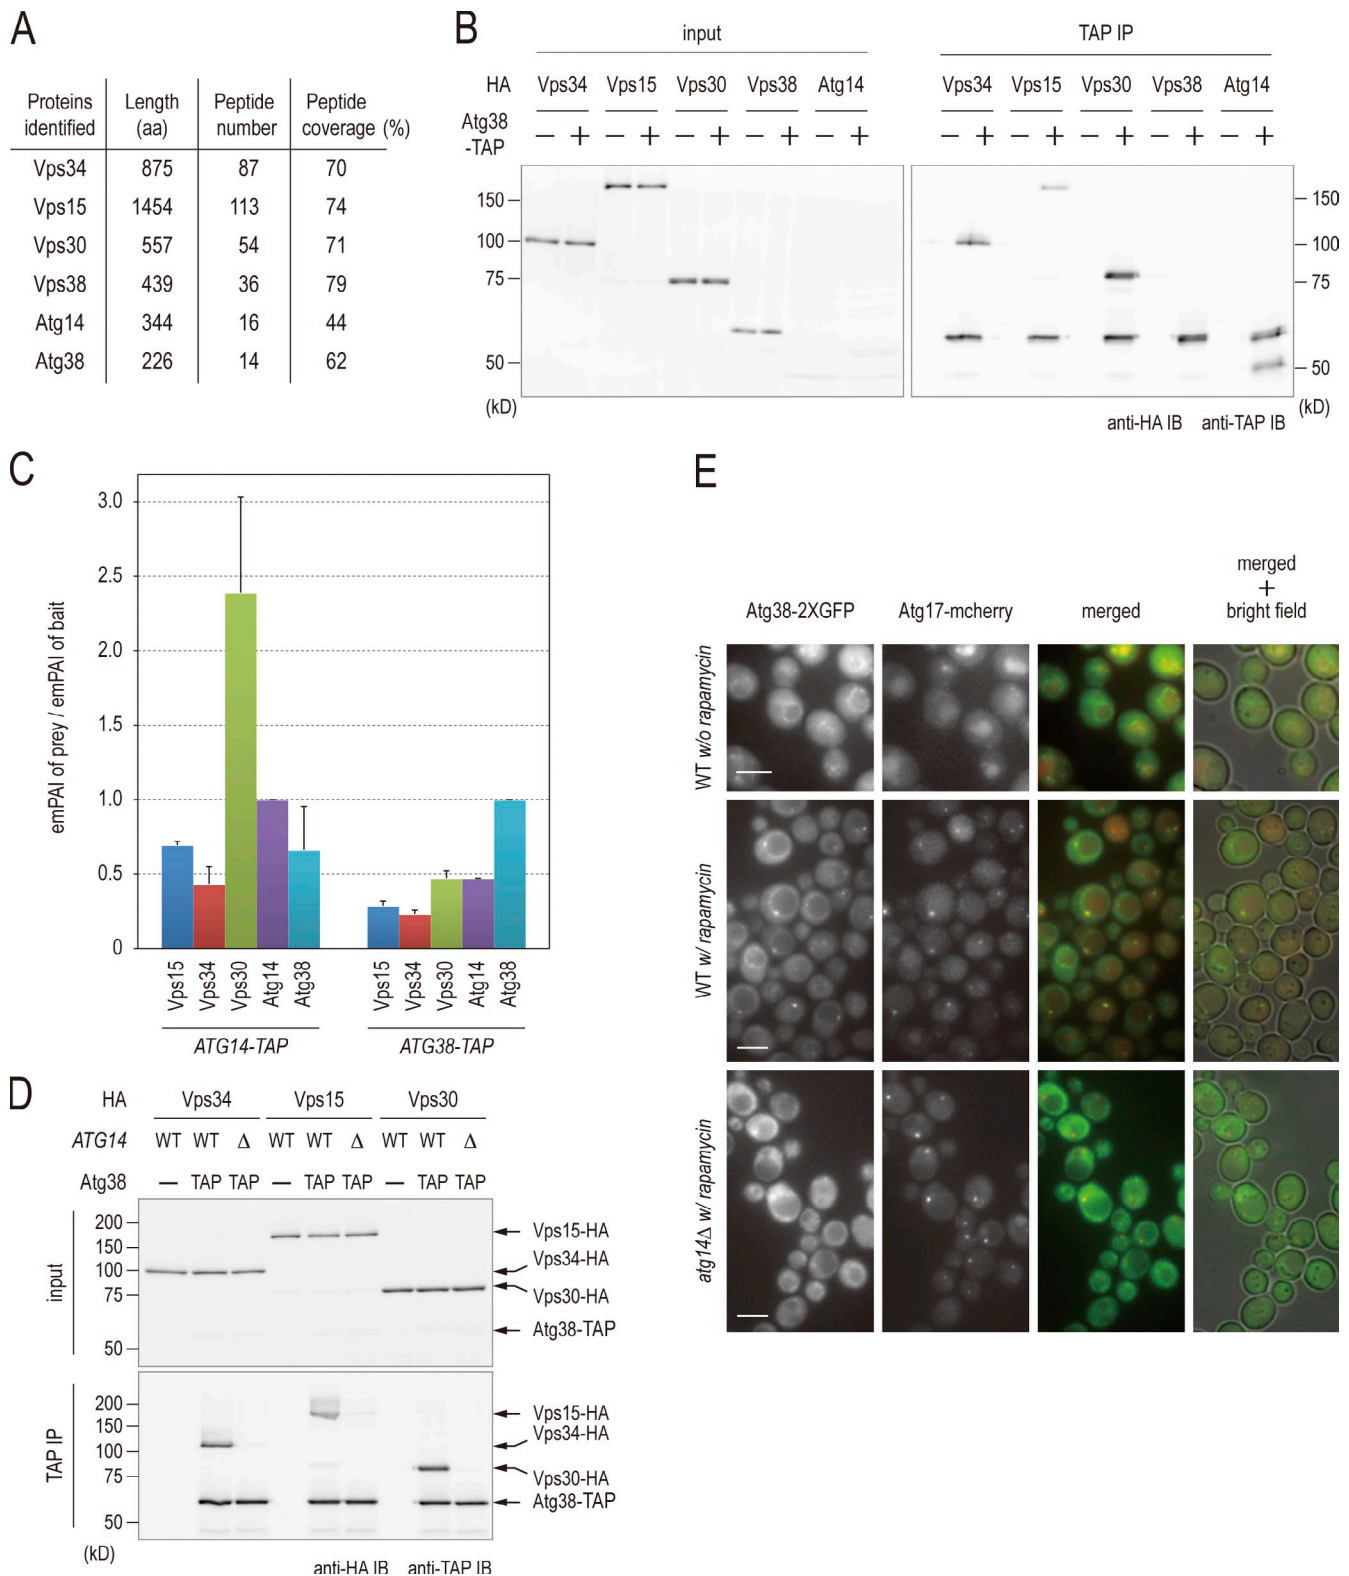 A
Proteins identified | Length (aa) | Peptide number | Peptide coverage (%)
Vps34 875 87 70
Vps15 1454 113 74
Vps30 557 54 71
Vps38 439 36 79
Atg14 344 16 44
Atg38 226 14 62
B
input TAP IP
HA Vps34 Vps15 Vps30 Vps38 Atg14 Vps34 Vps15 Vps30 Vps38 Atg14
Atg38
-TAP
— + — + — + — + — + — + — + — + — + — +
150
100
75
50
(kD)
150
100
75
50
(kD)
anti-HA IB anti-TAP IB
C
emPAI of prey / emPAI of bait
3.0
2.5
2.0
1.5
1.0
0.5
0
Vps15 Vps34 Vps30 Atg14 Atg38 Vps15 Vps34 Vps30 Atg14 Atg38
ATG14-TAP ATG38-TAP
D
HA Vps34 Vps15 Vps30
ATG14 WT WT Δ WT WT Δ WT WT Δ
Atg38 — TAP TAP — TAP TAP — TAP TAP
input
200
150
100
75
50
Vps15-HA
Vps34-HA
Vps30-HA
Atg38-TAP
TAP IP
200
150
100
75
50
(kD)
Vps15-HA
Vps34-HA
Vps30-HA
Atg38-TAP
anti-HA IB anti-TAP IB
E
Atg38-2XGFP Atg17-mcherry merged merged
+
bright field
WT w/o rapamycin
WT w/ rapamycin
atg14Δ w/ rapamycin